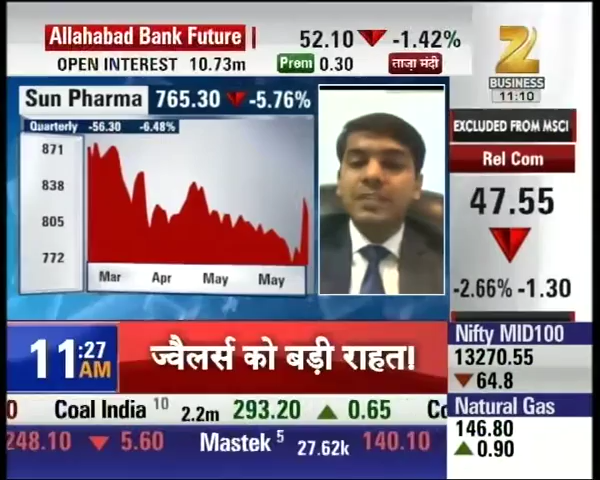 Allahabad Bank Future 52.10 -1.42%
OPEN INTEREST 10.73m Prem 0.30 ताज़ा मंदी
Z
BUSINESS
11:10
Sun Pharma 765.30 -5.76%
Quarterly -56.30 -6.48%
871
838
805
772
Mar Apr May May
EXCLUDED FROM MSCI
Rel Com
47.55
-2.66% -1.30
11:27
AM
ज्वैलर्स को बड़ी राहत!
Nifty MID100
13270.55
64.8
Natural Gas
146.80
0.90
0 Coal India 10 2.2m 293.20 0.65 Co
248.10 5.60 Mastek 5 27.62k 140.10